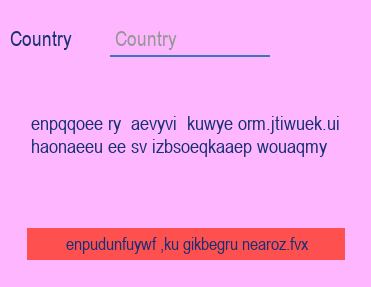 Country Country
enpqqoee ry aevyvi kuwye orm.jtiwuek.ui
haonaeeu ee sv izbsoeqkaaep wouaqmy
enpudunfuywf ,ku gikbegru nearoz.fvx